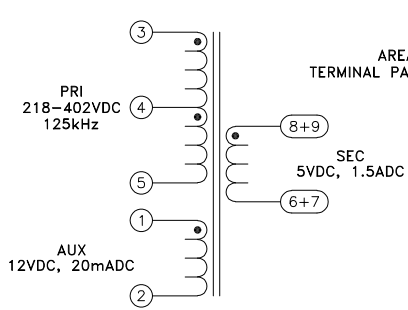 3
AREA
TERMINAL PA
PRI
218-402VDC
125kHz
4
8+9
SEC
5VDC, 1.5ADC
5
6+7
1
AUX
12VDC, 20mADC
2